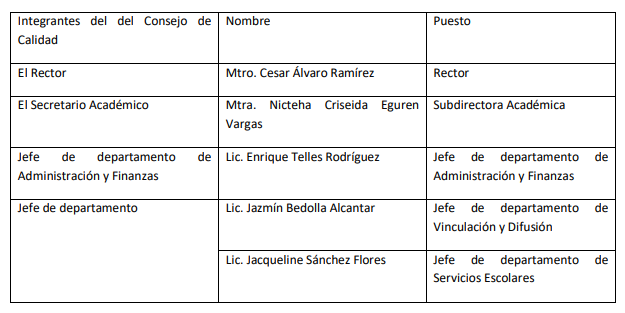 Integrantes del del Consejo de Calidad | Nombre | Puesto
El Rector | Mtro. Cesar Álvaro Ramírez | Rector
El Secretario Académico | Mtra. Nicteha Criseida Eguren Vargas | Subdirectora Académica
Jefe de departamento de Administración y Finanzas | Lic. Enrique Telles Rodríguez | Jefe de departamento de Administración y Finanzas
Jefe de departamento | Lic. Jazmín Bedolla Alcantar | Jefe de departamento de Vinculación y Difusión
Lic. Jacqueline Sánchez Flores | Jefe de departamento de Servicios Escolares